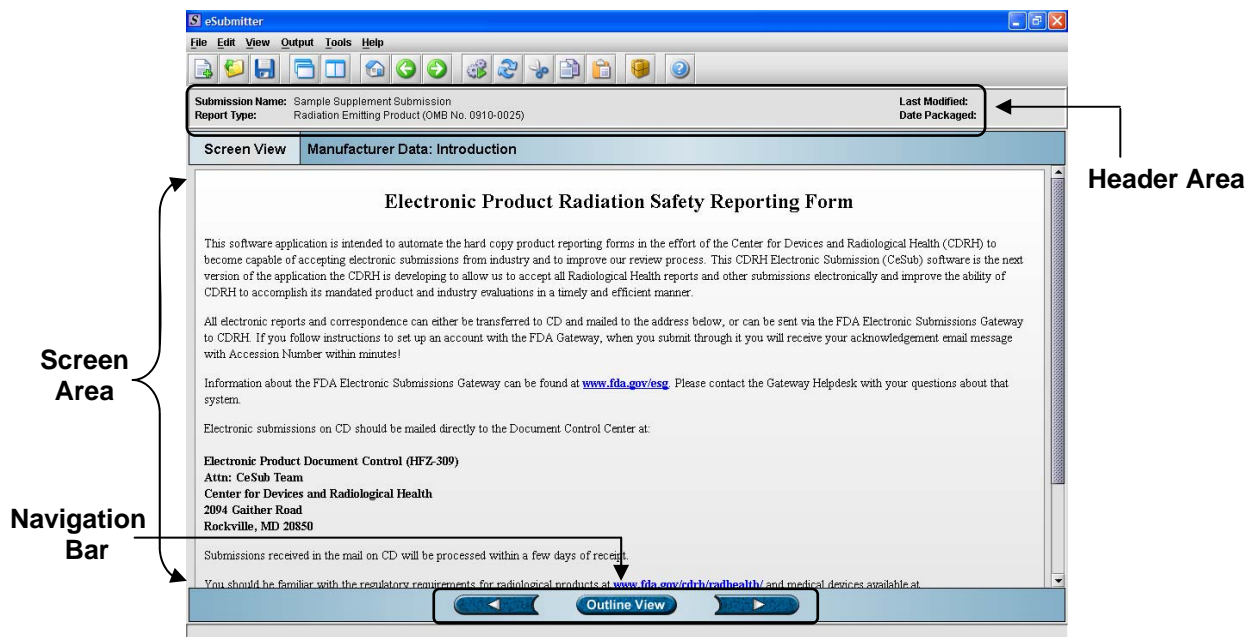 eSubmitter
File Edit View Output Tools Help
Submission Name: Sample Supplement Submission Last Modified:
Report Type: Radiation Emitting Product (OMB No. 0910-0025) Date Packaged:
Header Area
Screen View Manufacturer Data: Introduction
Electronic Product Radiation Safety Reporting Form
This software application is intended to automate the hard copy product reporting forms in the effort of the Center for Devices and Radiological Health (CDRH) to
become capable of accepting electronic submissions from industry and to improve our review process. This CDRH Electronic Submission (CeSub) software is the next
version of the application the CDRH is developing to allow us to accept all Radiological Health reports and other submissions electronically and improve the ability of
CDRH to accomplish its mandated product and industry evaluations in a timely and efficient manner.
All electronic reports and correspondence can either be transferred to CD and mailed to the address below, or can be sent via the FDA Electronic Submissions Gateway
to CDRH. If you follow instructions to set up an account with the FDA Gateway, when you submit through it you will receive your acknowledgement email message
with Accession Number within minutes!
Screen
Area
Information about the FDA Electronic Submissions Gateway can be found at www.fda.gov/esg. Please contact the Gateway Helpdesk with your questions about that
system.
Electronic submissions on CD should be mailed directly to the Document Control Center at:
Electronic Product Document Control (HFZ-309)
Attn: CeSub Team
Center for Devices and Radiological Health
2094 Gaither Road
Rockville, MD 20850
Navigation
Bar
Submissions received in the mail on CD will be processed within a few days of receipt.
You should be familiar with the regulatory requirements for radiological products at www.fda.gov/cdrh/radhealth/ and medical devices available at
Outline View